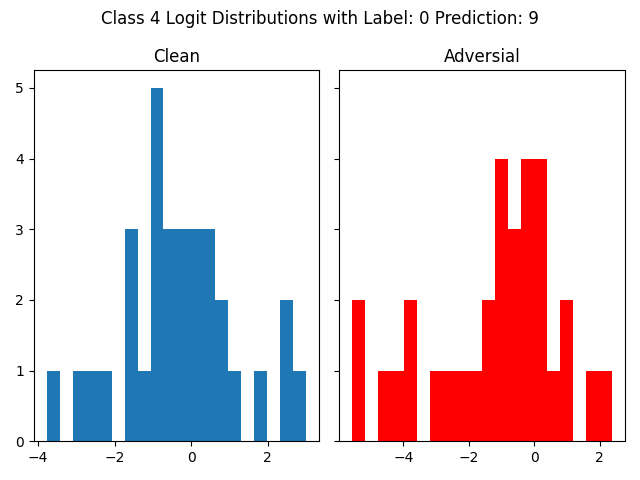 Class 4 Logit Distributions with Label: 0 Prediction: 9
Clean
Adversial
5
4
3
2
1
0
−4 −2 0 2
−4 −2 0 2